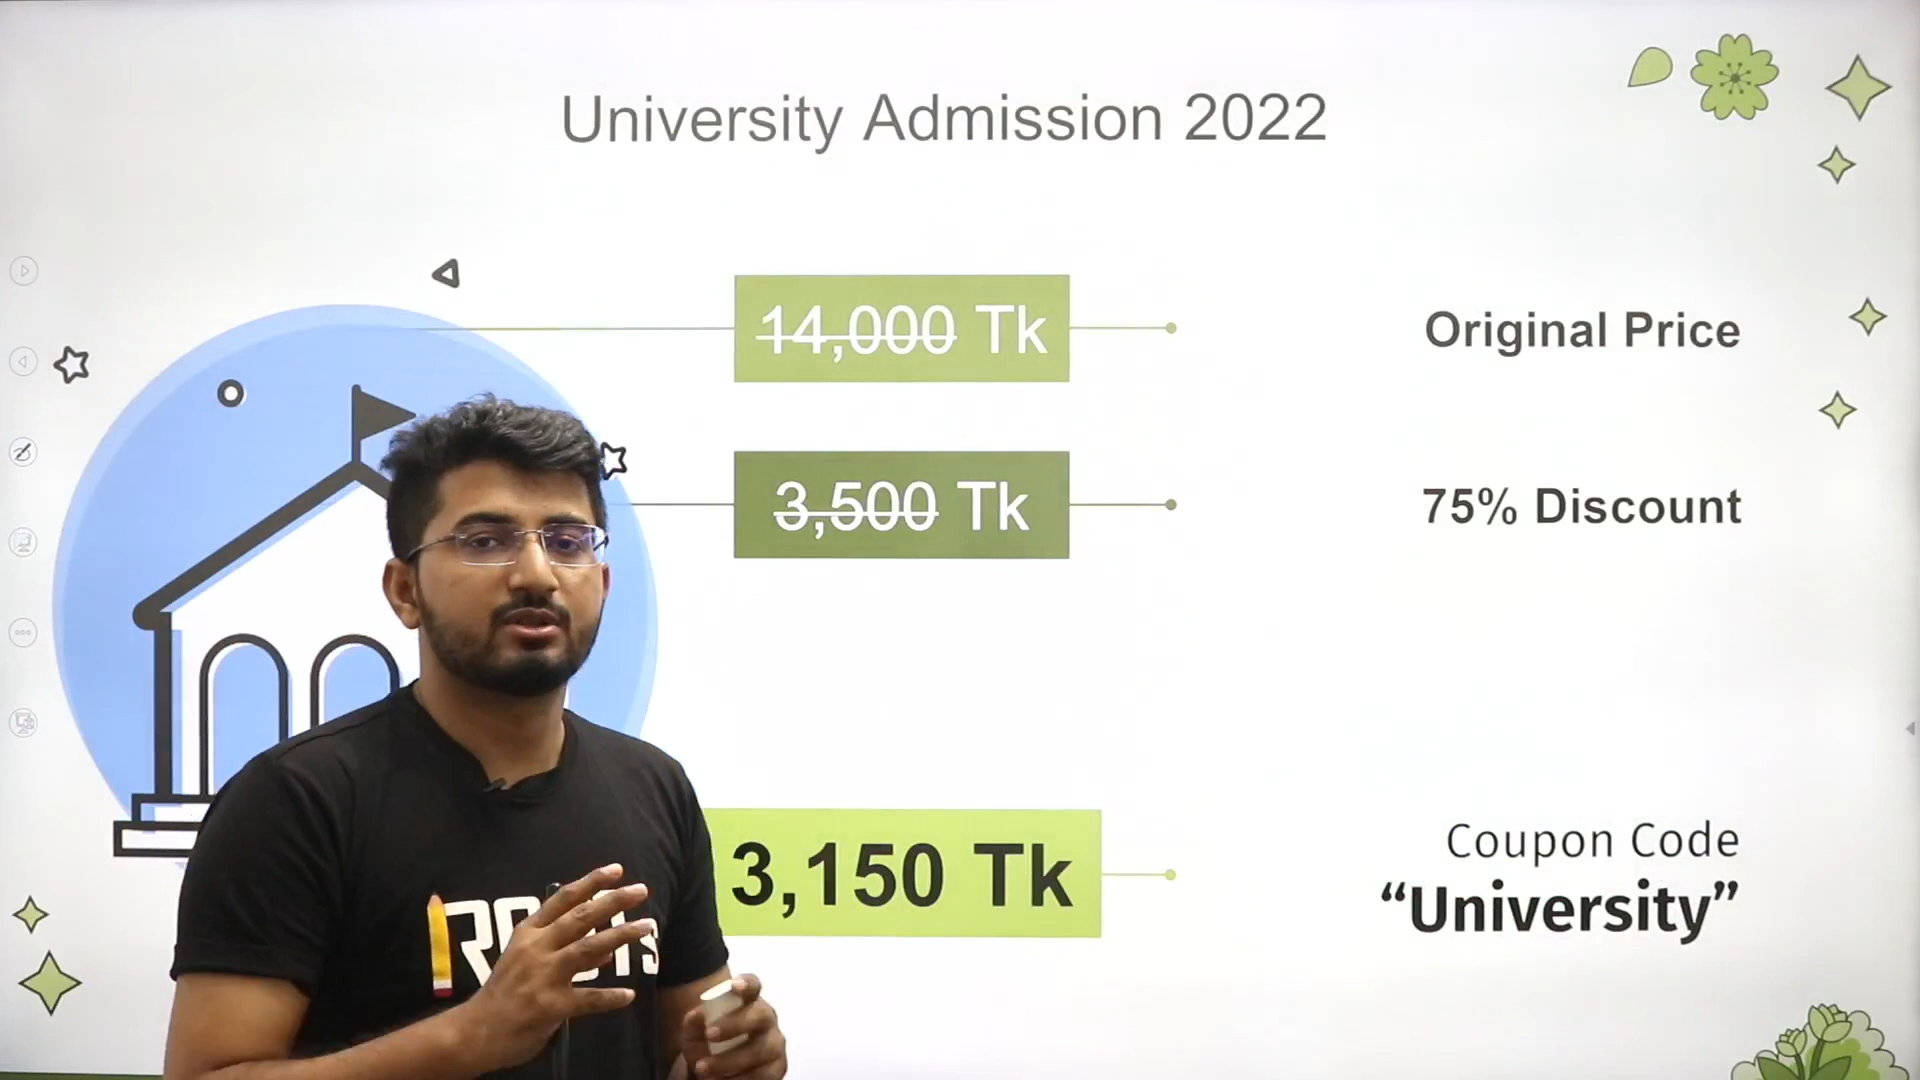 University Admission 2022
14,000 Tk
Original Price
3,500 Tk
75% Discount
3,150 Tk
Coupon Code
“University”